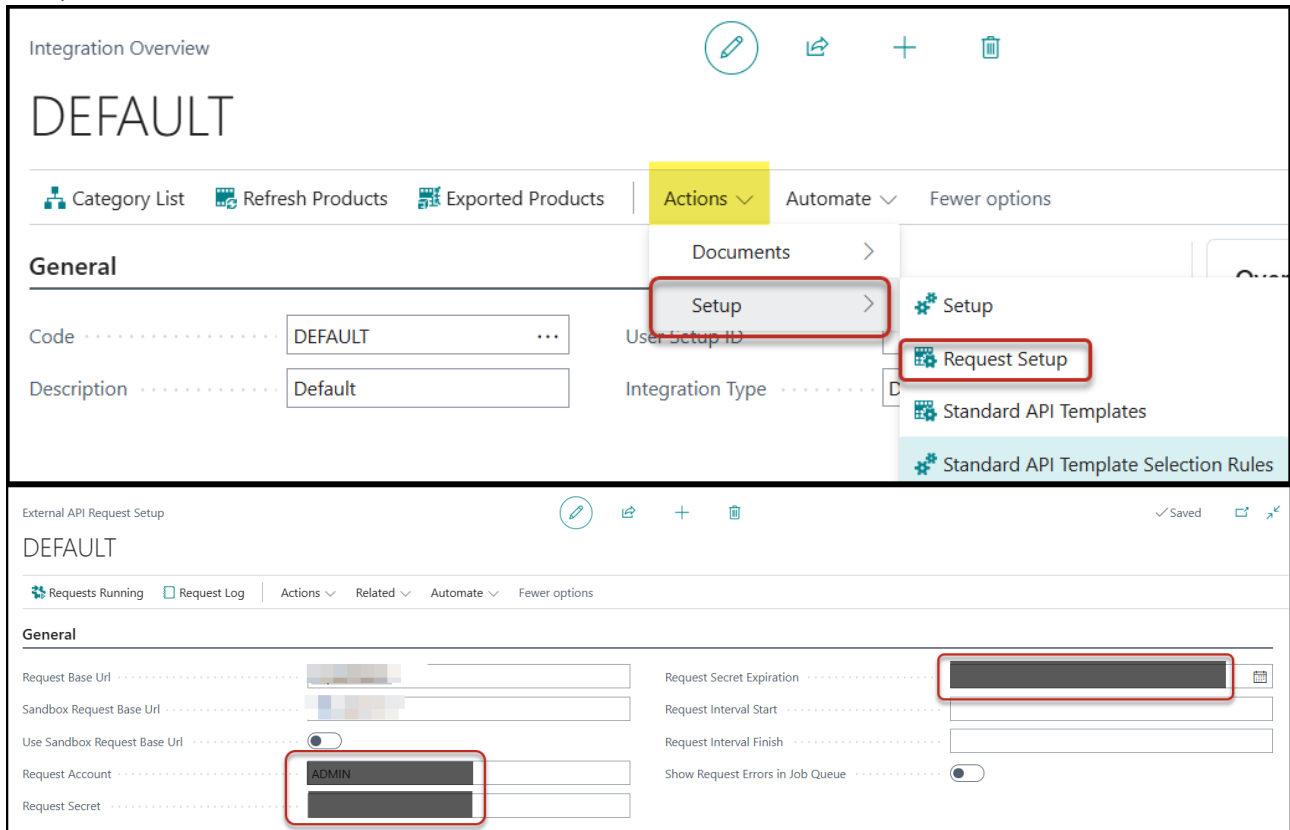 Integration Overview
DEFAULT
Category List Refresh Products Exported Products Actions Automate Fewer options
Documents
General
Setup Setup
Code DEFAULT ... User Setup ID
Request Setup
Description Default Integration Type D
Standard API Templates
Standard API Template Selection Rules
External API Request Setup Saved
DEFAULT
Requests Running Request Log Actions Related Automate Fewer options
General
Request Base Url Request Secret Expiration
Sandbox Request Base Url Request Interval Start
Use Sandbox Request Base Url Request Interval Finish
Request Account ADMIN Show Request Errors in Job Queue
Request Secret